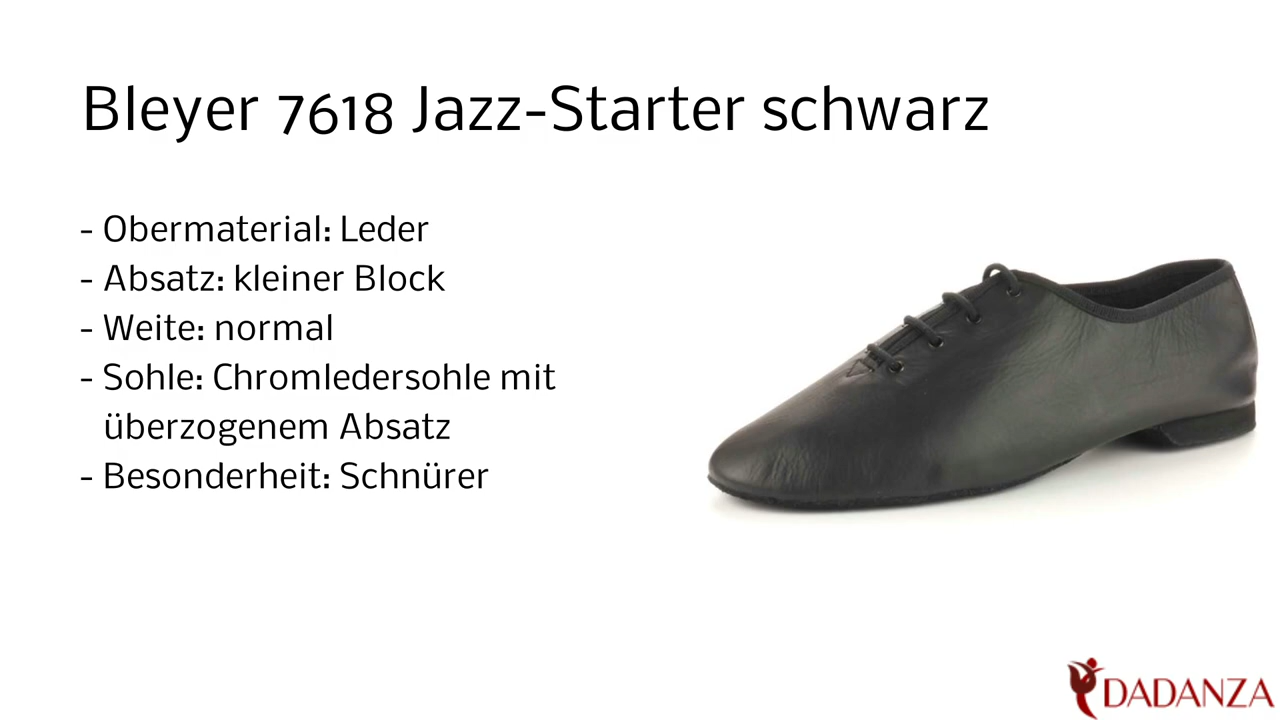 Bleyer 7618 Jazz-Starter schwarz
- Obermaterial: Leder
- Absatz: kleiner Block
- Weite: normal
- Sohle: Chromledersohle mit
überzogenem Absatz
- Besonderheit: Schnürer
DADANZA